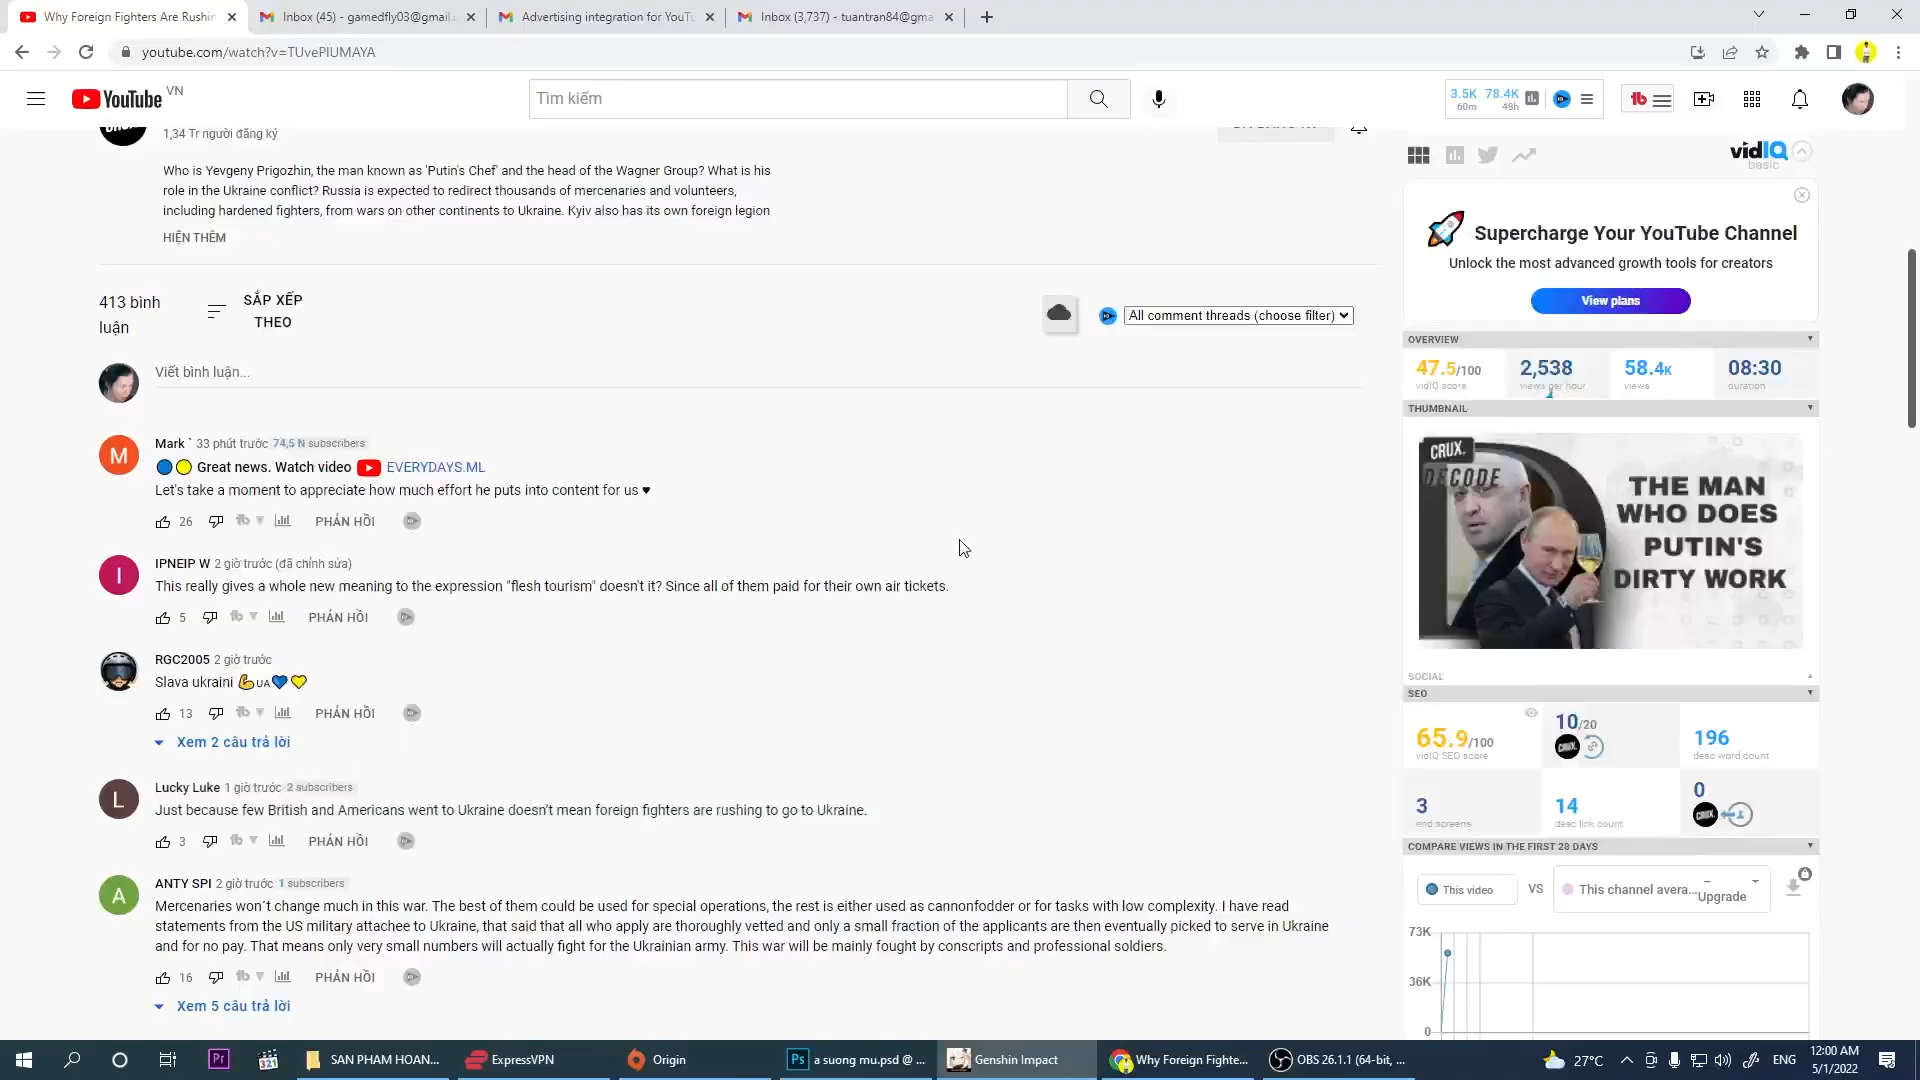 Why Foreign Fighters Are Rushin
Inbox (45) - gamedfly03@gmail.c
Advertising integration for YouTu
Inbox (3,737) - tuantran84@gma
youtube.com/watch?v=TUvePIUMAYA
YouTube VN
Tìm kiếm
3.5K 78.4K
60m 48h
1,34 Tr người đăng ký
vidIQ
basic
Who is Yevgeny Prigozhin, the man known as 'Putin's Chef' and the head of the Wagner Group? What is his
role in the Ukraine conflict? Russia is expected to redirect thousands of mercenaries and volunteers,
including hardened fighters, from wars on other continents to Ukraine. Kyiv also has its own foreign legion
HIỆN THÊM
413 bình
luận
SẮP XẾP
THEO
All comment threads (choose filter)
Viết bình luận...
Mark ` 33 phút trước 74,5 N subscribers
Great news. Watch video EVERYDAYS.ML
Let's take a moment to appreciate how much effort he puts into content for us ♥
26 PHẢN HỒI
IPNEIP W 2 giờ trước (đã chỉnh sửa)
This really gives a whole new meaning to the expression "flesh tourism" doesn't it? Since all of them paid for their own air tickets.
5 PHẢN HỒI
RGC2005 2 giờ trước
Slava ukraini 💪UA💙💛
13 PHẢN HỒI
Xem 2 câu trả lời
Lucky Luke 1 giờ trước 2 subscribers
Just because few British and Americans went to Ukraine doesn't mean foreign fighters are rushing to go to Ukraine.
3 PHẢN HỒI
ANTY SPI 2 giờ trước 1 subscribers
Mercenaries won´t change much in this war. The best of them could be used for special operations, the rest is either used as cannonfodder or for tasks with low complexity. I have read
statements from the US military attachee to Ukraine, that said that all who apply are thoroughly vetted and only a small fraction of the applicants are then eventually picked to serve in Ukraine
and for no pay. That means only very small numbers will actually fight for the Ukrainian army. This war will be mainly fought by conscripts and professional soldiers.
16 PHẢN HỒI
Xem 5 câu trả lời
Supercharge Your YouTube Channel
Unlock the most advanced growth tools for creators
View plans
OVERVIEW
47.5/100 2,538 58.4K 08:30
vidIQ score views per hour views duration
THUMBNAIL
CRUX.
DECODE
THE MAN
WHO DOES
PUTIN'S
DIRTY WORK
SOCIAL
SEO
65.9/100 10/20 196
vidIQ SEO score desc word count
3 14 0
end screens desc link count
COMPARE VIEWS IN THE FIRST 28 DAYS
This video VS This channel avera... Upgrade
73K
36K
0
SAN PHAM HOAN...
ExpressVPN
Origin
a suong mu.psd @ ...
Genshin Impact
Why Foreign Fighte...
OBS 26.1.1 (64-bit, ...
27°C
ENG
12:00 AM
5/1/2022